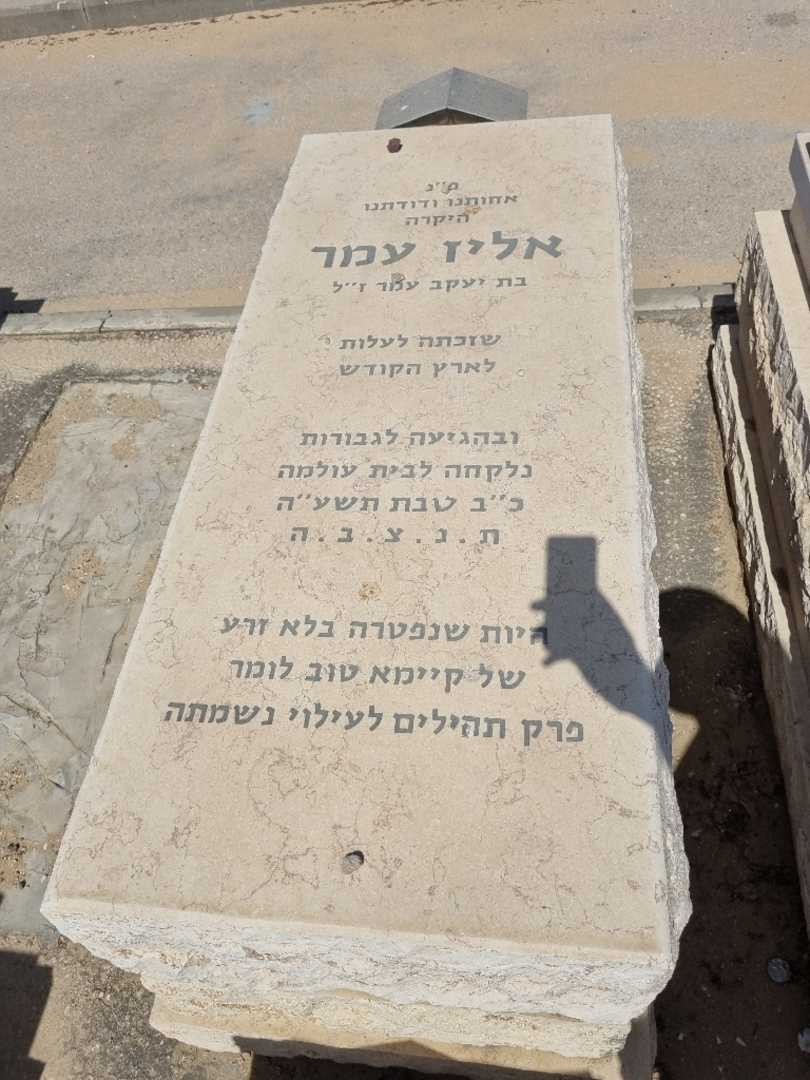 פ״נ
אחותנו ודודתנו
היקרה
אליז עמר
בת יעקב עמר ז״ל
שזכתה לעלות
לארץ הקודש
ובהגיעה לגבורות
נלקחה לבית עולמה
כ״ב טבת תשע״ה
ת . נ . צ . ב . ה
היות שנפטרה בלא זרע
של קיימא טוב לומר
פרק תהילים לעילוי נשמתה